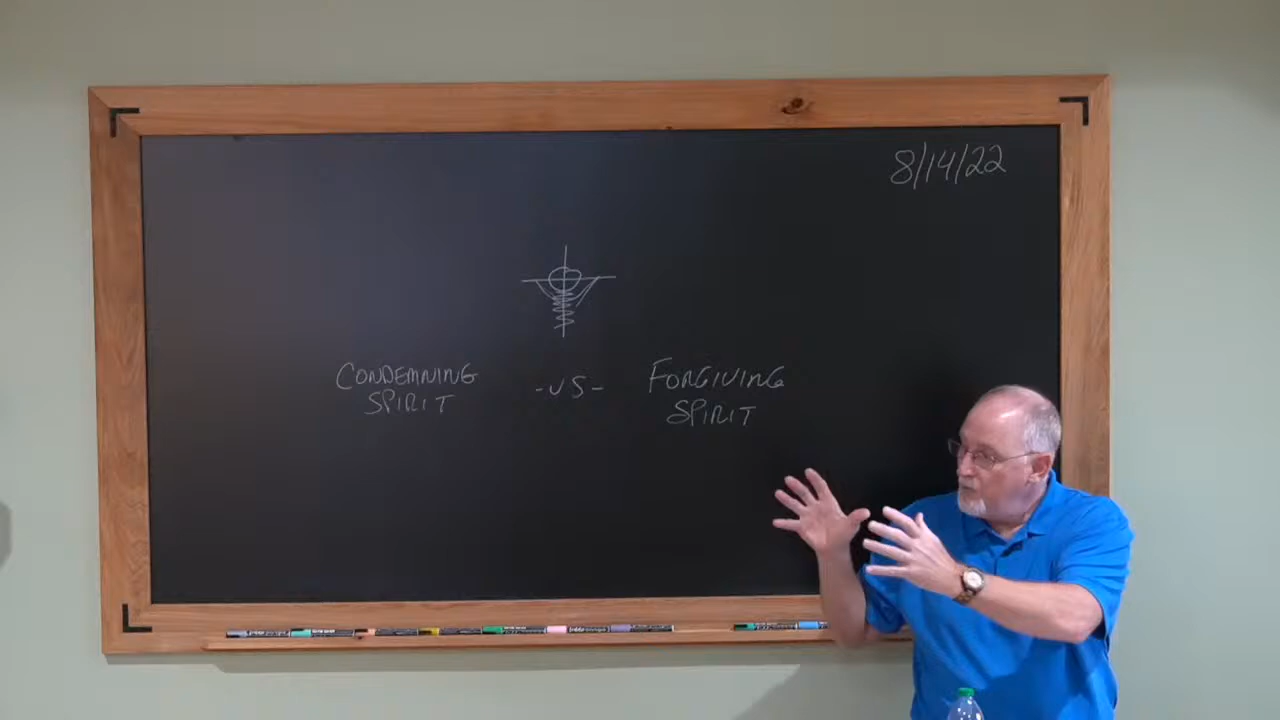 8/14/22
CONDEMNING
SPIRIT
-VS-
FORGIVING
SPIRIT